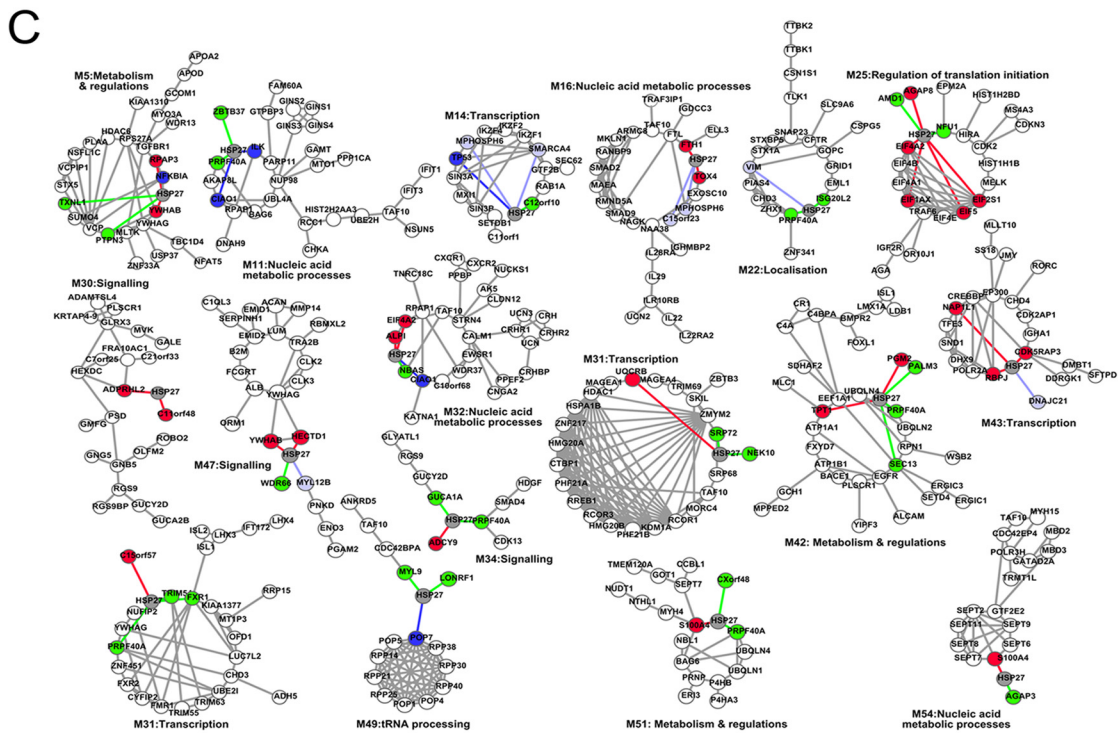 C
M5:Metabolism
& regulations
APOA2
APOD
GCOM1
KIAA1310
MYO3A
WDR13
HDAC6
RPS27A
PLAA
TGFBR1
NSFL1C
VCPIP1
RPAP3
NFKBIA
STX5
HSP27
TXNL1
YWHAB
SUMO4
YWHAG
VCP
MLTK
PTPN3
TBC1D4
USP37
NFAT5
ZNF33A
ZBTB37
FAM60A
GINS2
GINS1
GTPBP3
GINS3
GINS4
HSP27
ILK
PRPF40A
PARP11
GAMT
MTO1
PPP1CA
AKAP8L
NUP98
CIAO1
UBL4A
RPAP1
BAG6
HIST2H2AA3
RCC1
UBE2H
TAF10
IFIT3
IFIT1
NSUN5
DNAH9
CHKA
M11:Nucleic acid
metabolic processes
M14:Transcription
IKZF2
IKZF4
IKZF1
MPHOSPH6
SMARCA4
TP53
SEC62
GTF2B
SIN3A
RAB1A
MXI1
C12orf10
SIN3B
HSP27
SETDB1
C11orf1
M16:Nucleic acid metabolic processes
TRAF3IP1
TAF10
IGDCC3
ARMC8
FTL
ELL3
MKLN1
FTH1
RANBP9
HSP27
SMAD2
TOX4
MAEA
EXOSC10
RMND5A
MPHOSPH6
SMAD9
C15orf23
NAGK
NAA38
IGHMBP2
IL28RA
IL29
ILR10RB
UCN2
IL22
IL22RA2
TTBK2
TTBK1
CSN1S1
TLK1
SLC9A6
SNAP23
STXBP5
CFTR
CSPG5
STX1A
GOPC
VIM
GRID1
PIAS4
EML1
CHD3
ISG20L2
ZHX1
HSP27
PRPF40A
ZNF341
M22:Localisation
M25:Regulation of translation initiation
AGAP8
EPM2A
AMD1
HIST1H2BD
NFU1
MS4A3
HSP27
HIRA
CDKN3
EIF4A2
CDK2
EIF4B
HIST1H1B
EIF4A1
MELK
EIF1AX
EIF2S1
TRAF6
EIF5
EIF4E
IGF2R
OR10J1
AGA
M30:Signalling
ADAMTSL4
PLSCR1
KRTAP4-9
GLRX3
MVK
GALE
FRA10AC1
C7orf25
C21orf33
HEXDC
ADPRHL2
HSP27
C11orf48
PSD
GMFG
ROBO2
OLFM2
GNG5
GNB5
RGS9
RGS9BP
GUCY2D
GUCA2B
C1QL3
EMID1
ACAN
MMP14
SERPINH1
EMID2
LUM
RBMXL2
TRA2B
B2M
FCGRT
CLK2
CLK3
ALB
YWHAG
ORM1
YWHAB
HECTD1
HSP27
M47:Signalling
WDR66
MYL12B
PNKD
ENO3
PGAM2
CXCR1
CXCR2
TNRC18C
PPBP
NUCKS1
AK5
RPAP1
CLDN12
TAF10
EIF4A2
STRN4
UCN3
CRH
ALPI
CRHR1
CRHR2
CALM1
UCN
HSP27
EWSR1
NBAS
CIAO1
WDR37
CRHBP
C10orf68
PPEF2
CNGA2
KATNA1
M32:Nucleic acid
metabolic processes
GLYATL1
RGS9
GUCY2D
HDGF
GUCA1A
SMAD4
HSP27
PRPF40A
ADCY9
CDK13
M34:Signalling
M31:Transcription
UQCRB
MAGEA1
MAGEA4
ZBTB3
HDAC1
TRIM69
HSPA1B
SKIL
ZMYM2
ZNF217
SRP72
HMG20A
HSP27
NEK10
CTBP1
PHF21A
SRP68
RREB1
TAF10
RCOR3
MORC4
HMG20B
RCOR1
KDM1A
PHF21B
ISL1
CR1
LMX1A
LDB1
C4BPA
BMPR2
C4A
FOXL1
SDHAF2
PGM2
PALM3
MLC1
UBQLN4
EEF1A1
HSP27
TPT1
PRPF40A
ATP1A1
UBQLN2
FXYD7
RPN1
WSB2
ATP1B1
SEC13
BACE1
EGFR
GCH1
PLSCR1
ERGIC3
SETD4
ERGIC1
MPPED2
ALCAM
YIPF3
M42: Metabolism & regulations
MLLT10
SS18
JMY
RORC
EP300
CREBBP
CHD4
NAP1L1
CDK2AP1
TFE3
IGHA1
SND1
CDK5RAP3
DHX9
HSP27
DMBT1
POLR2A
RBPJ
SFTPD
DDRGK1
DNAJC21
M43:Transcription
LHX4
ISL2
LHX3
IFT172
ISL1
C15orf57
HSP27
FXR1
RRP15
NUFIP2
KIAA1377
YWHAG
MT1P3
OFD1
PRPF40A
LUC7L2
ZNF451
CHD3
FXR2
UBE2I
ADH5
CYFIP2
TRIM63
FMR1
TRIM55
M31:Transcription
ANKRD5
TAF10
CDC42BPA
MYL9
LONRF1
HSP27
POP7
POP5
RPP38
RPP14
RPP30
RPP21
RPP40
RPP25
POP4
POP1
M49:tRNA processing
TMEM120A
CCBL1
GOT1
CXorf48
NUDT1
SEPT7
NTHL1
MYH4
S100A4
HSP27
PRPF40A
NBL1
UBQLN4
BAG6
UBQLN1
PRNP
P4HB
ERI3
P4HA3
M51: Metabolism & regulations
MYH15
TAF10
CDC42EP4
MBD2
POLR3H
MBD3
GATAD2A
TRMT1L
SEPT2
GTF2E2
SEPT11
SEPT9
SEPT8
SEPT6
SEPT7
S100A4
HSP27
AGAP3
M54:Nucleic acid
metabolic processes